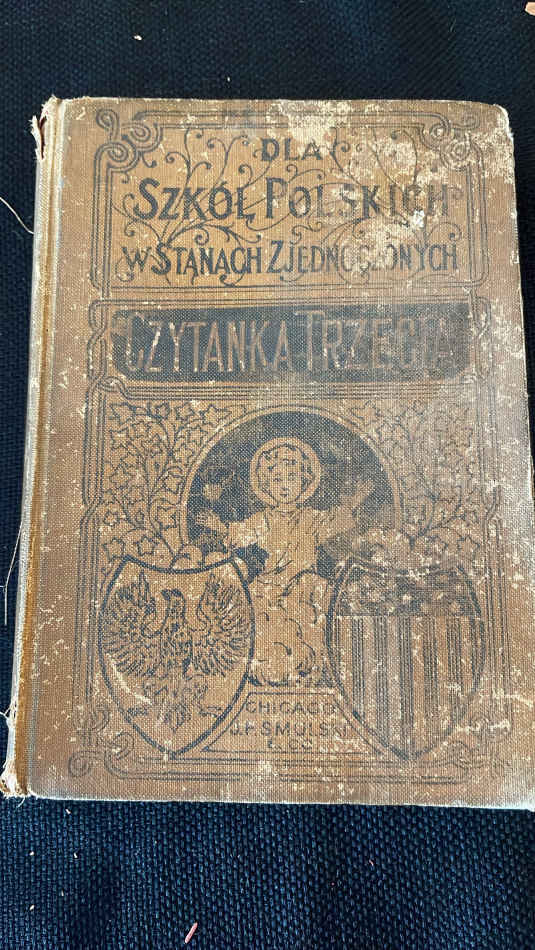 DLA
SZKÓŁ POLSKICH
W STANACH ZJEDNOCZONYCH
CZYTANKA TRZECIA
CHICAGO
J.F. SMULSKI
& CO.